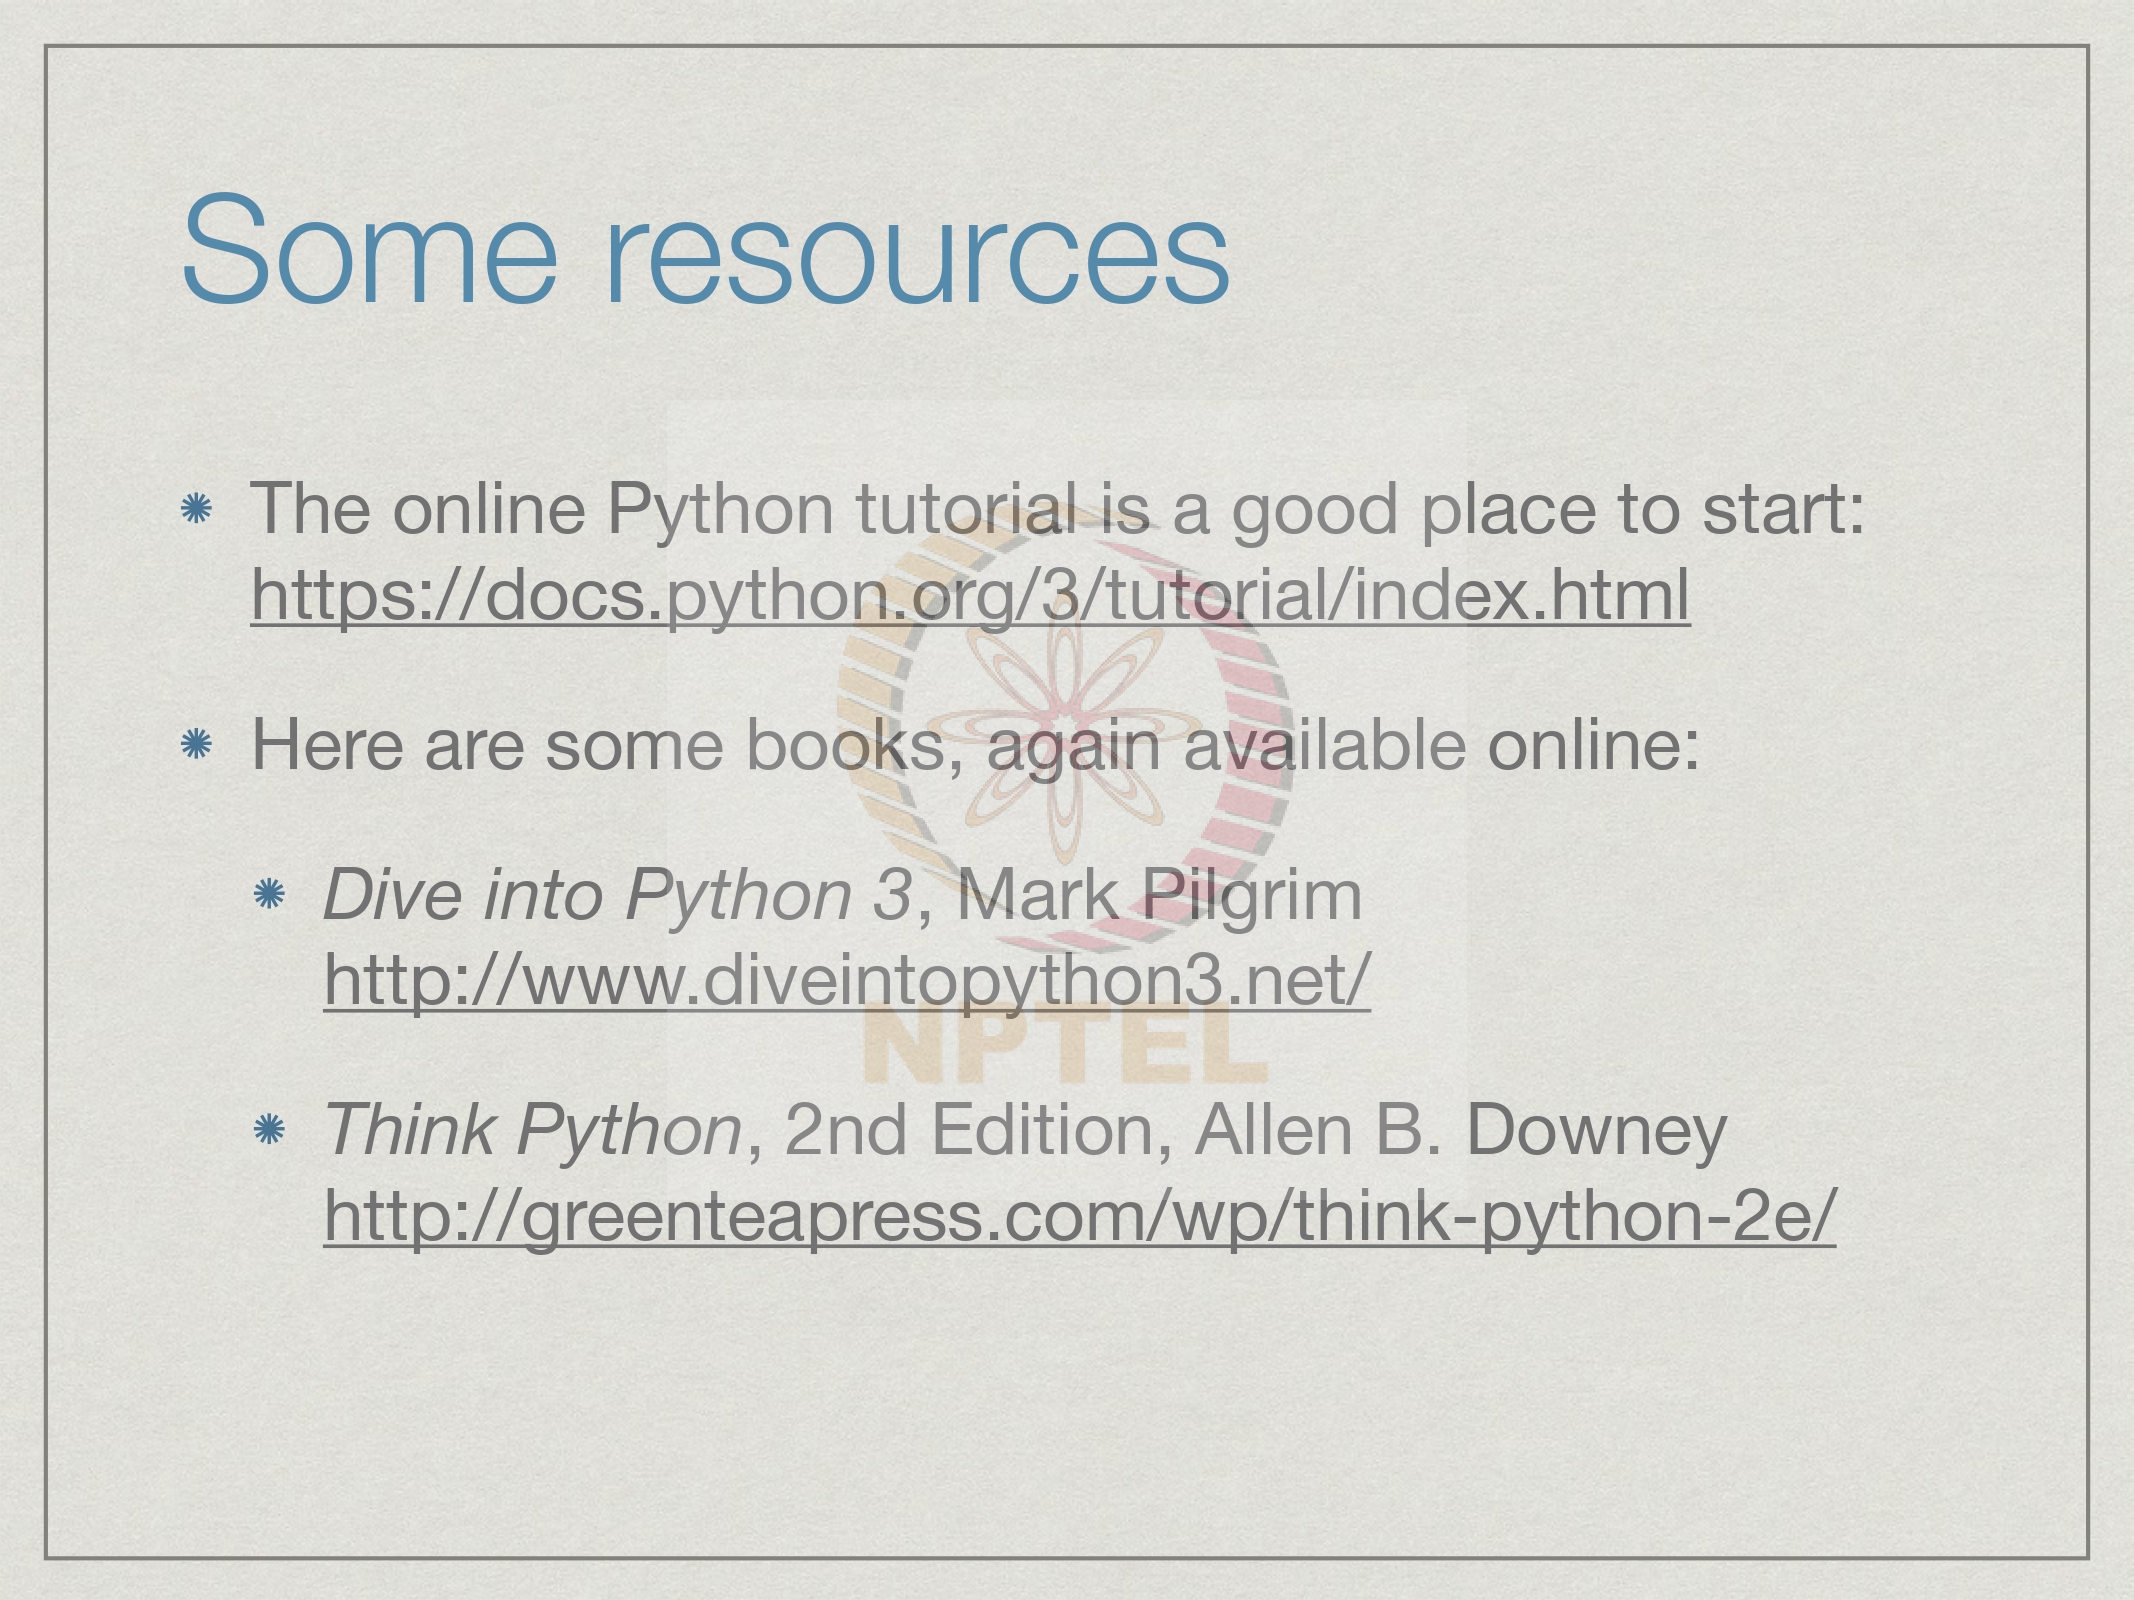 Some resources
The online Python tutorial is a good place to start:
https://docs.python.org/3/tutorial/index.html
Here are some books, again available online:
Dive into Python 3, Mark Pilgrim
http://www.diveintopython3.net/
NPTEL
Think Python, 2nd Edition, Allen B. Downey
http://greenteapress.com/wp/think-python-2e/